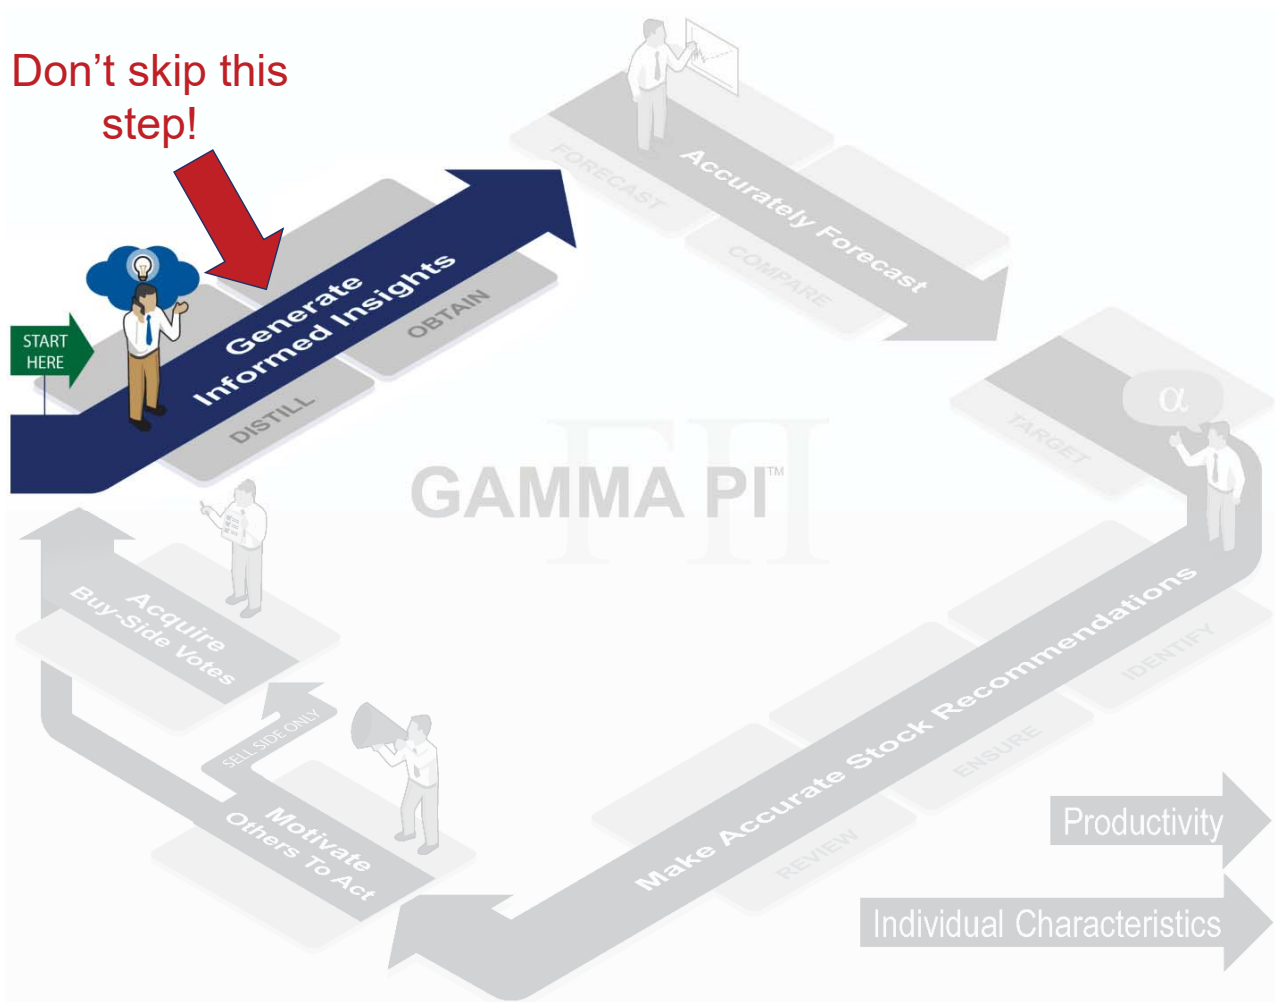 Don’t skip this
step!
START
HERE
Generate
Informed Insights
DISTILL
OBTAIN
Accurately Forecast
FORECAST
COMPARE
TARGET
α
ΓΠ
GAMMA PI™
Make Accurate Stock Recommendations
IDENTIFY
ENSURE
REVIEW
Motivate
Others To Act
SELL SIDE ONLY
Acquire
Buy-Side Votes
Productivity
Individual Characteristics